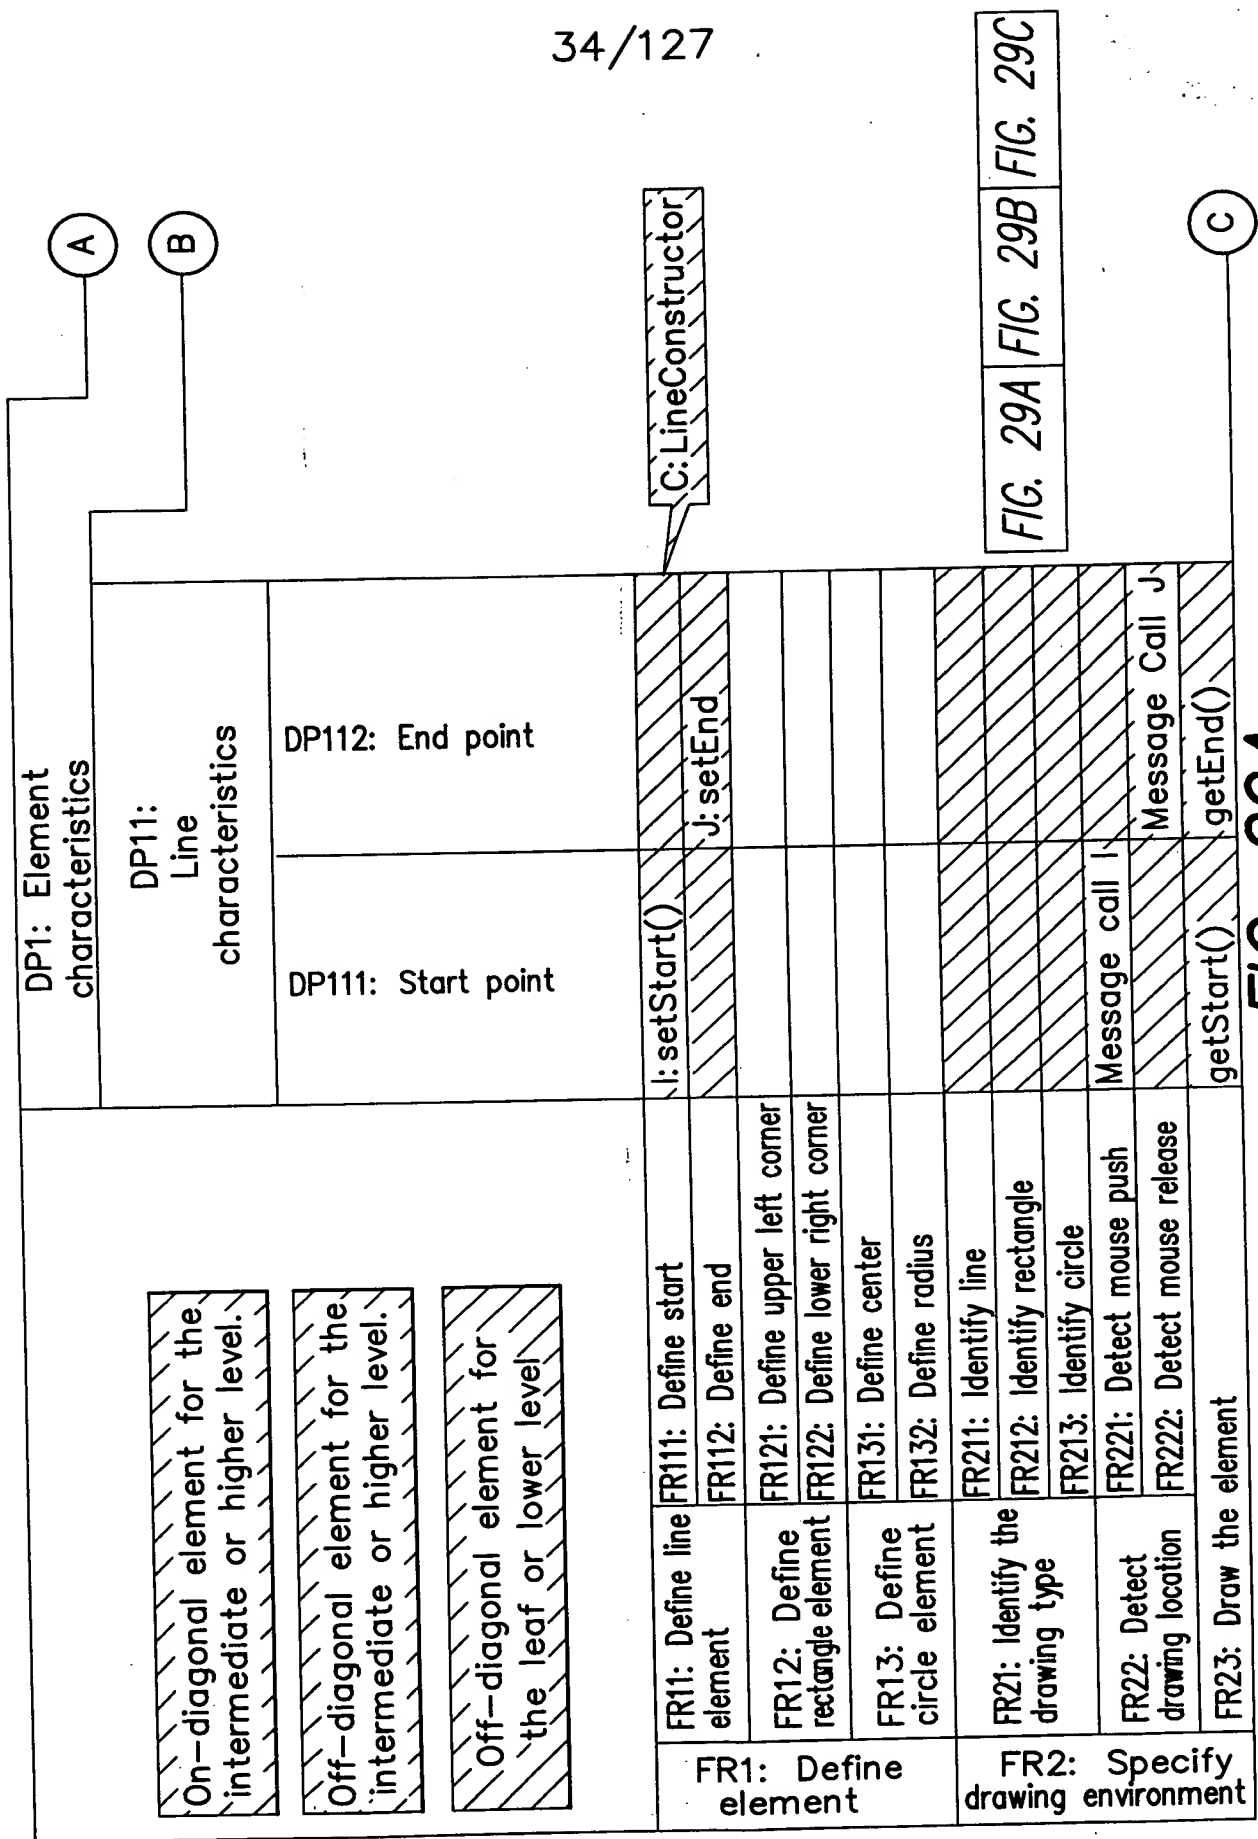 34/127
DP1: Element
characteristics
A
DP11:
Line
characteristics
B
DP111: Start point
DP112: End point
On-diagonal element for the
intermediate or higher level.
Off-diagonal element for the
intermediate or higher level.
Off-diagonal element for
the leaf or lower level
C: LineConstructor
FR1: Define
element
FR11: Define line
element
FR111: Define start
I: setStart()
FR112: Define end
J: setEnd
FR12: Define
rectangle element
FR121: Define upper left corner
FR122: Define lower right corner
FR13: Define
circle element
FR131: Define center
FR132: Define radius
FR2: Specify
drawing environment
FR21: Identify the
drawing type
FR211: Identify line
FR212: Identify rectangle
FR213: Identify circle
FR22: Detect
drawing location
FR221: Detect mouse push
Message call I
FR222: Detect mouse release
Message Call J
FR23: Draw the element
getStart()
getEnd()
C
FIG. 29A FIG. 29B FIG. 29C